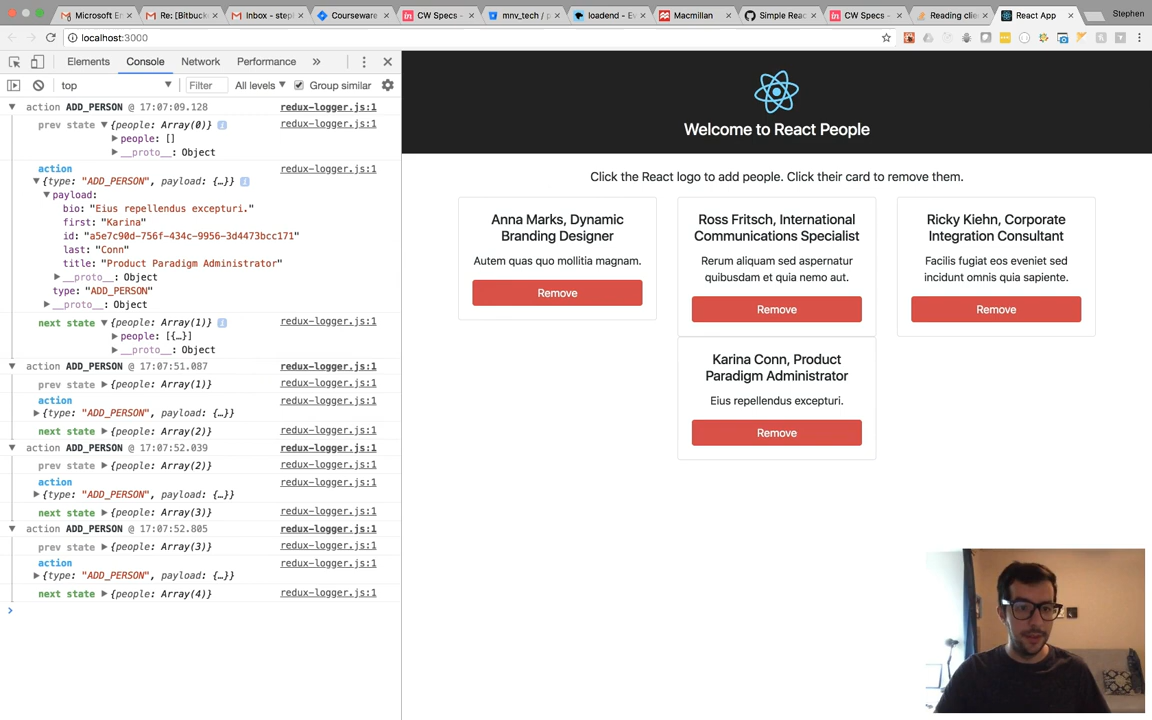 Microsoft E
Re: [Bitbuck
Inbox - step
Courseware
CW Specs -
mnv_tech / p
loadend - Ev
Macmillan
Simple Reac
CW Specs -
Reading clie
React App
Stephen
localhost:3000
Elements Console Network Performance »
top Filter All levels Group similar
action ADD_PERSON @ 17:07:09.128 redux-logger.js:1
prev state {people: Array(0)} redux-logger.js:1
people: []
__proto__: Object
action redux-logger.js:1
{type: "ADD_PERSON", payload: {…}}
payload:
bio: "Eius repellendus excepturi."
first: "Karina"
id: "a5e7c90d-756f-434c-9956-3d4473bcc171"
last: "Conn"
title: "Product Paradigm Administrator"
__proto__: Object
type: "ADD_PERSON"
__proto__: Object
next state {people: Array(1)} redux-logger.js:1
people: [{…}]
__proto__: Object
action ADD_PERSON @ 17:07:51.087 redux-logger.js:1
prev state {people: Array(1)} redux-logger.js:1
action redux-logger.js:1
{type: "ADD_PERSON", payload: {…}}
next state {people: Array(2)} redux-logger.js:1
action ADD_PERSON @ 17:07:52.039 redux-logger.js:1
prev state {people: Array(2)} redux-logger.js:1
action redux-logger.js:1
{type: "ADD_PERSON", payload: {…}}
next state {people: Array(3)} redux-logger.js:1
action ADD_PERSON @ 17:07:52.805 redux-logger.js:1
prev state {people: Array(3)} redux-logger.js:1
action redux-logger.js:1
{type: "ADD_PERSON", payload: {…}}
next state {people: Array(4)} redux-logger.js:1
Welcome to React People
Click the React logo to add people. Click their card to remove them.
Anna Marks, Dynamic
Branding Designer
Autem quas quo mollitia magnam.
Remove
Ross Fritsch, International
Communications Specialist
Rerum aliquam sed aspernatur
quibusdam et quia nemo aut.
Remove
Ricky Kiehn, Corporate
Integration Consultant
Facilis fugiat eos eveniet sed
incidunt omnis quia sapiente.
Remove
Karina Conn, Product
Paradigm Administrator
Eius repellendus excepturi.
Remove